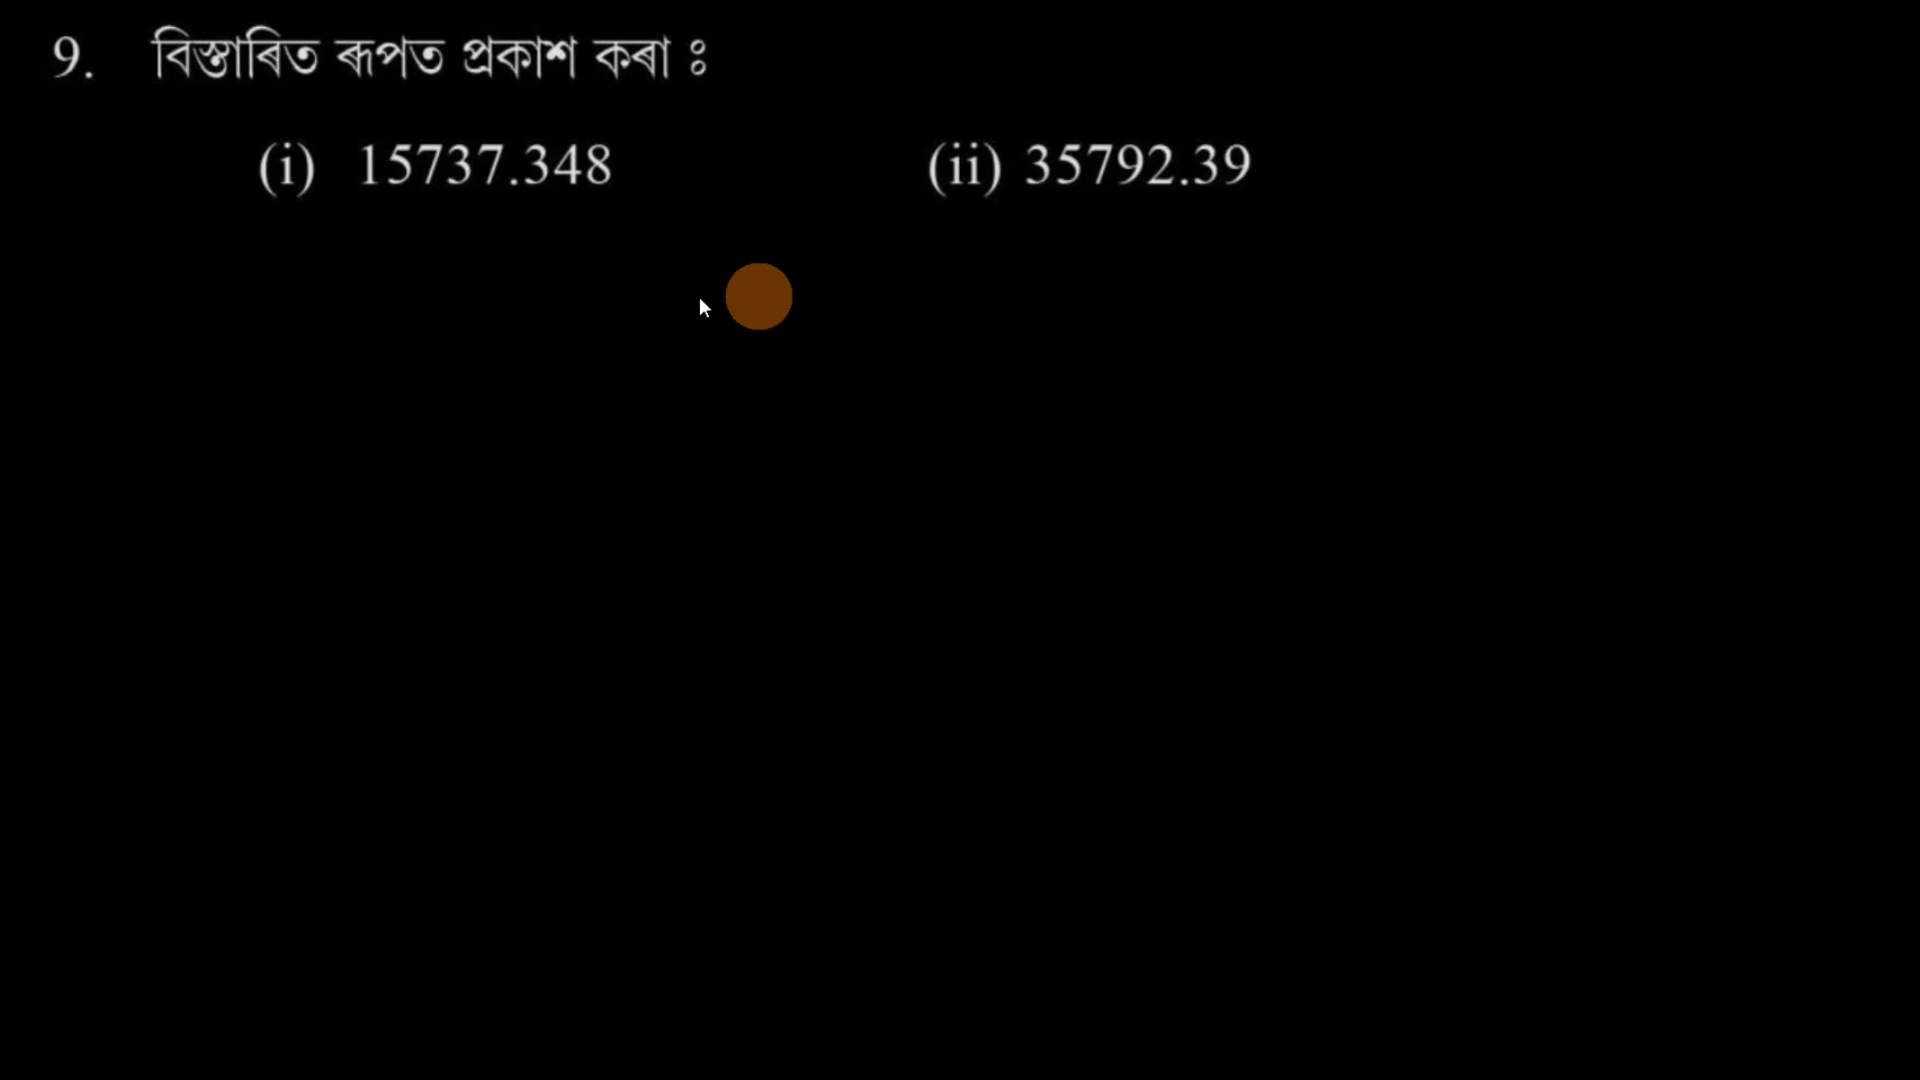 9. বিস্তাৰিত ৰূপত প্ৰকাশ কৰা ঃ
(i) 15737.348 (ii) 35792.39